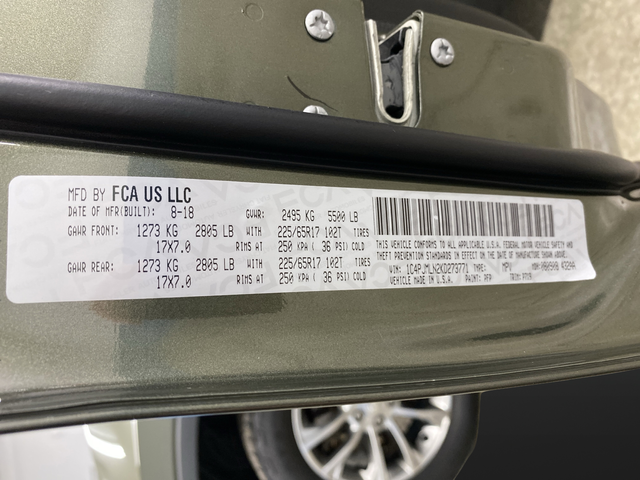 MFD BY FCA US LLC
DATE OF MFR(BUILT): 8-18 GVWR: 2495 KG 5500 LB
GAWR FRONT: 1273 KG 2805 LB WITH 225/65R17 102T TIRES
17X7.0 RIMS AT 250 KPA ( 36 PSI) COLD
GAWR REAR: 1273 KG 2805 LB WITH 225/65R17 102T TIRES
17X7.0 RIMS AT 250 KPA ( 36 PSI) COLD
THIS VEHICLE CONFORMS TO ALL APPLICABLE U.S.A. FEDERAL MOTOR VEHICLE SAFETY AND
THEFT PREVENTION STANDARDS IN EFFECT ON THE DATE OF MANUFACTURE SHOWN ABOVE.
VIN: 1C4PJMLN2KD273771 TYPE: MPV MDH:
VEHICLE MADE IN U.S.A. PAINT: PFP TRIM: